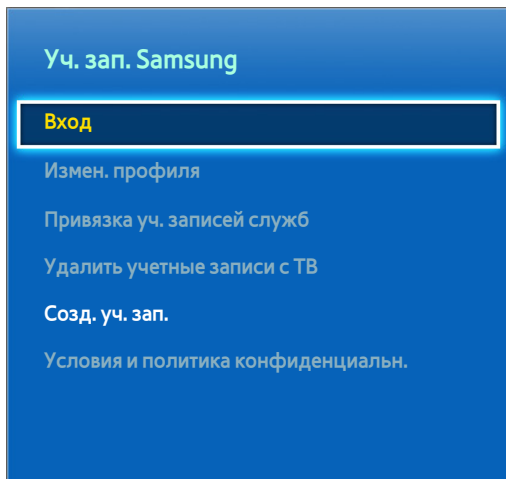 Уч. зап. Samsung
Вход
Измен. профиля
Привязка уч. записей служб
Удалить учетные записи с ТВ
Созд. уч. зап.
Условия и политика конфиденциальн.